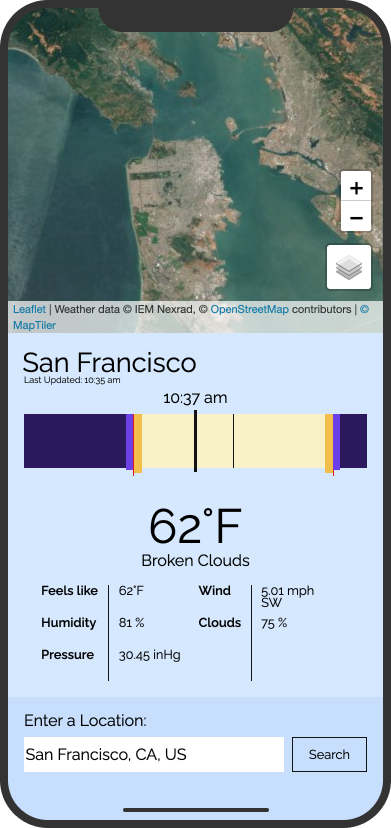 +
−
Leaflet | Weather data © IEM Nexrad, © OpenStreetMap contributors | ©
MapTiler
San Francisco
Last Updated: 10:35 am
10:37 am
62°F
Broken Clouds
Feels like 62°F Wind 5.01 mph
SW
Humidity 81 % Clouds 75 %
Pressure 30.45 inHg
Enter a Location:
San Francisco, CA, US Search